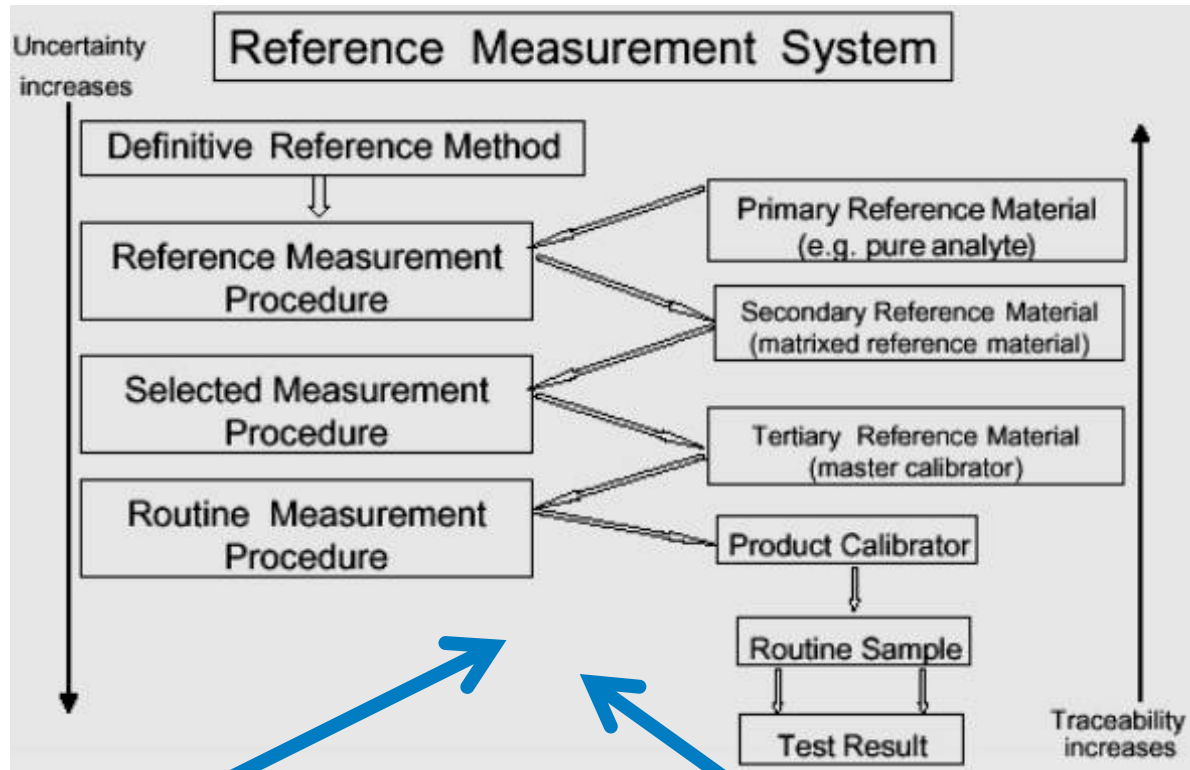 Uncertainty
increases
Reference Measurement System
Definitive Reference Method
Reference Measurement
Procedure
Selected Measurement
Procedure
Routine Measurement
Procedure
Primary Reference Material
(e.g. pure analyte)
Secondary Reference Material
(matrixed reference material)
Tertiary Reference Material
(master calibrator)
Product Calibrator
Routine Sample
Test Result
Traceability
increases